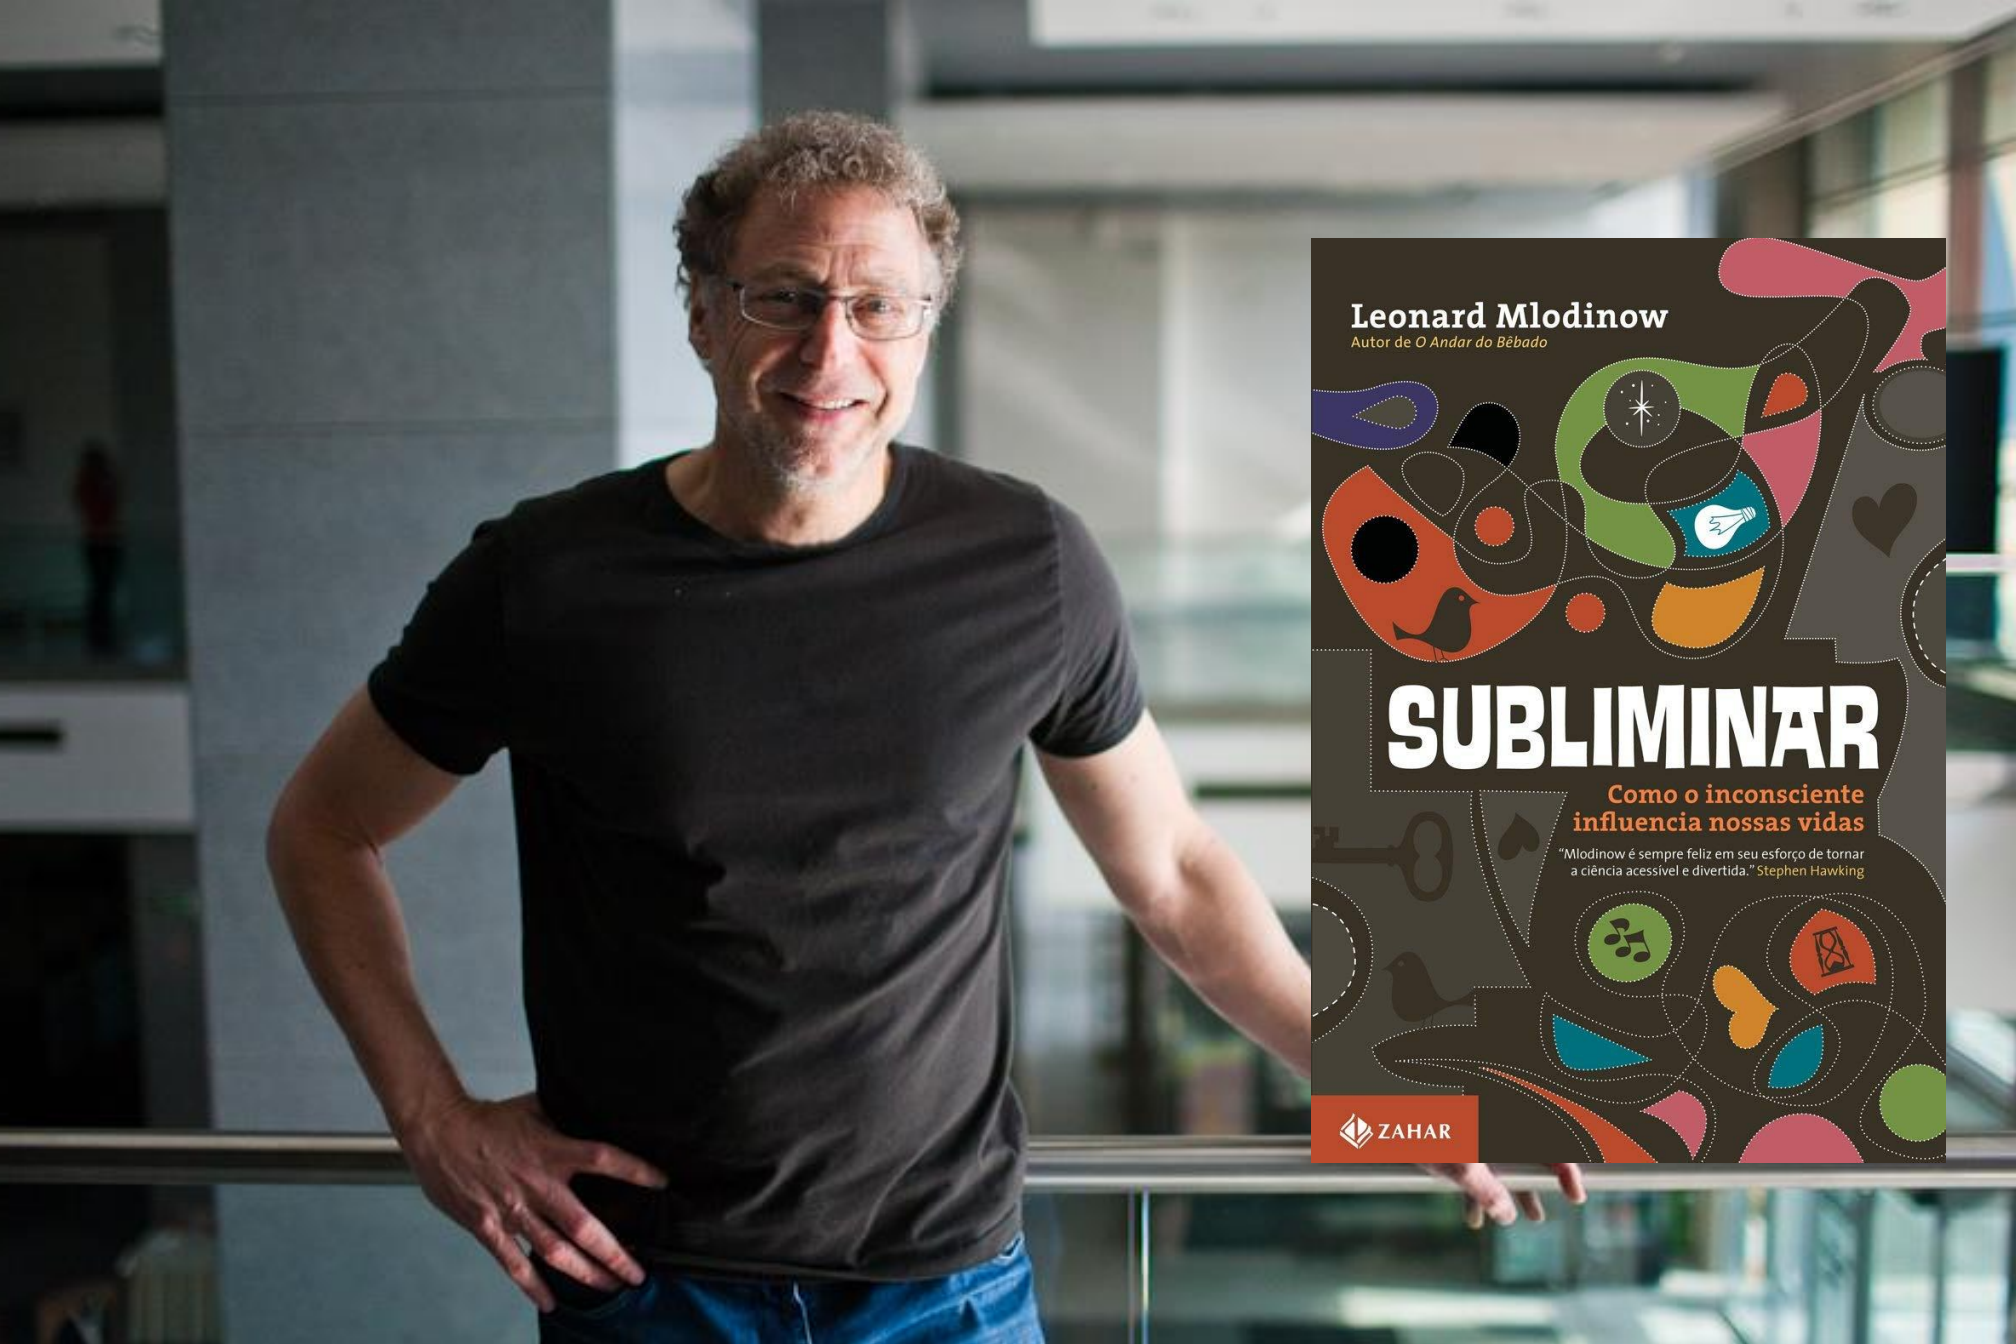 Leonard Mlodinow
Autor de O Andar do Bêbado
SUBLIMINAR
Como o inconsciente
influencia nossas vidas
“Mlodinow é sempre feliz em seu esforço de tornar
a ciência acessível e divertida.” Stephen Hawking
ZAHAR